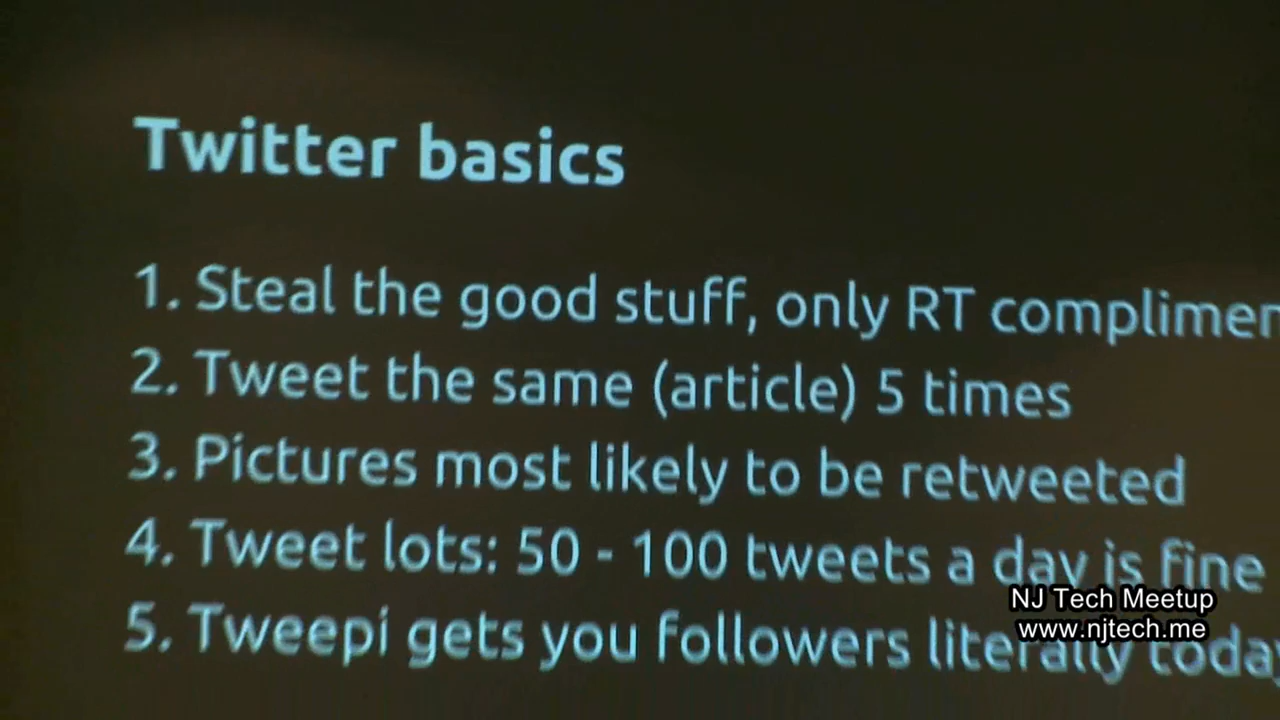 Twitter basics
1. Steal the good stuff, only RT
2. Tweet the same (article) 5 times
3. Pictures most likely to be retweeted
4. Tweet lots: 50 - 100 tweets a day is fine
5. Tweepi gets you followers literally
NJ Tech Meetup
www.njtech.me